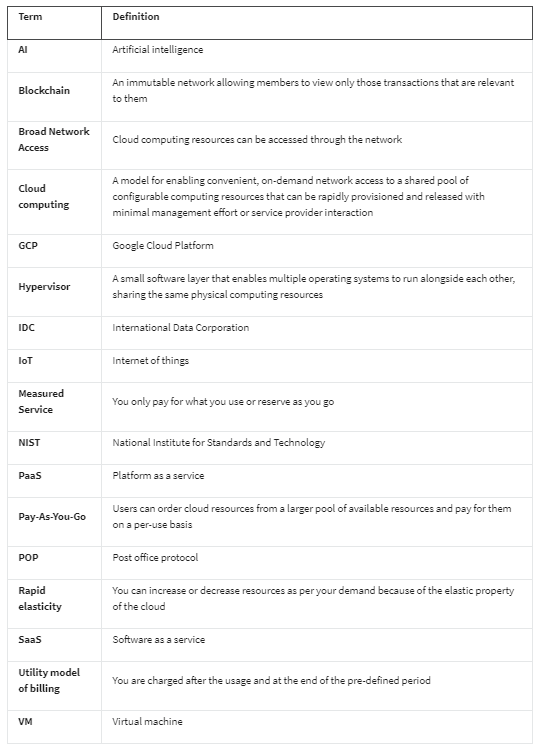 Term Definition
AI Artificial intelligence
Blockchain An immutable network allowing members to view only those transactions that are relevant
to them
Broad Network
Access Cloud computing resources can be accessed through the network
Cloud
computing A model for enabling convenient, on-demand network access to a shared pool of
configurable computing resources that can be rapidly provisioned and released with
minimal management effort or service provider interaction
GCP Google Cloud Platform
Hypervisor A small software layer that enables multiple operating systems to run alongside each other,
sharing the same physical computing resources
IDC International Data Corporation
IoT Internet of things
Measured
Service You only pay for what you use or reserve as you go
NIST National Institute for Standards and Technology
PaaS Platform as a service
Pay-As-You-Go Users can order cloud resources from a larger pool of available resources and pay for them
on a per-use basis
POP Post office protocol
Rapid
elasticity You can increase or decrease resources as per your demand because of the elastic property
of the cloud
SaaS Software as a service
Utility model
of billing You are charged after the usage and at the end of the pre-defined period
VM Virtual machine